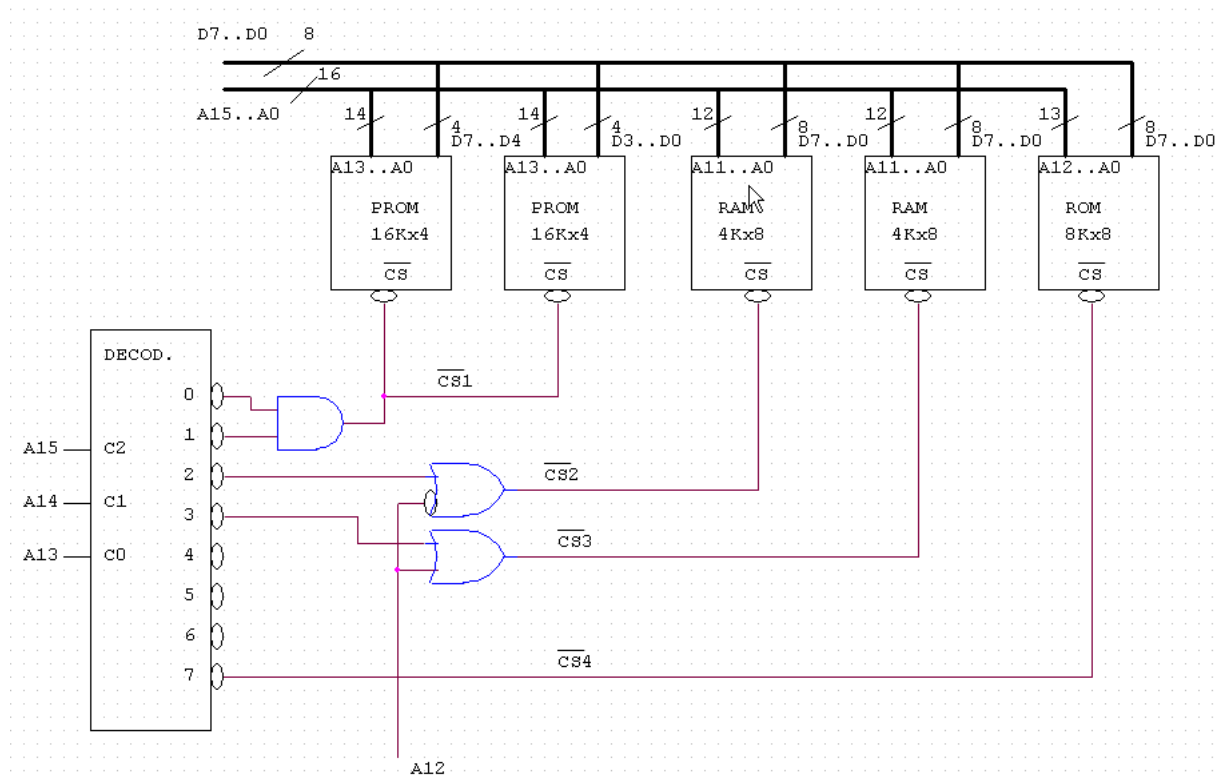 D7..D0 8
16
A15..A0 14 14 12 12 13
4 4 8 8 8
D7..D4 D3..D0 D7..D0 D7..D0 D7..D0
A13..A0 A13..A0 A11..A0 A11..A0 A12..A0
PROM PROM RAM RAM ROM
16Kx4 16Kx4 4Kx8 4Kx8 8Kx8
CS CS CS CS CS
DECOD.
0
CS1
1
A15 C2
2 CS2
A14 C1
3
CS3
A13 C0 4
5
6
CS4
7
A12